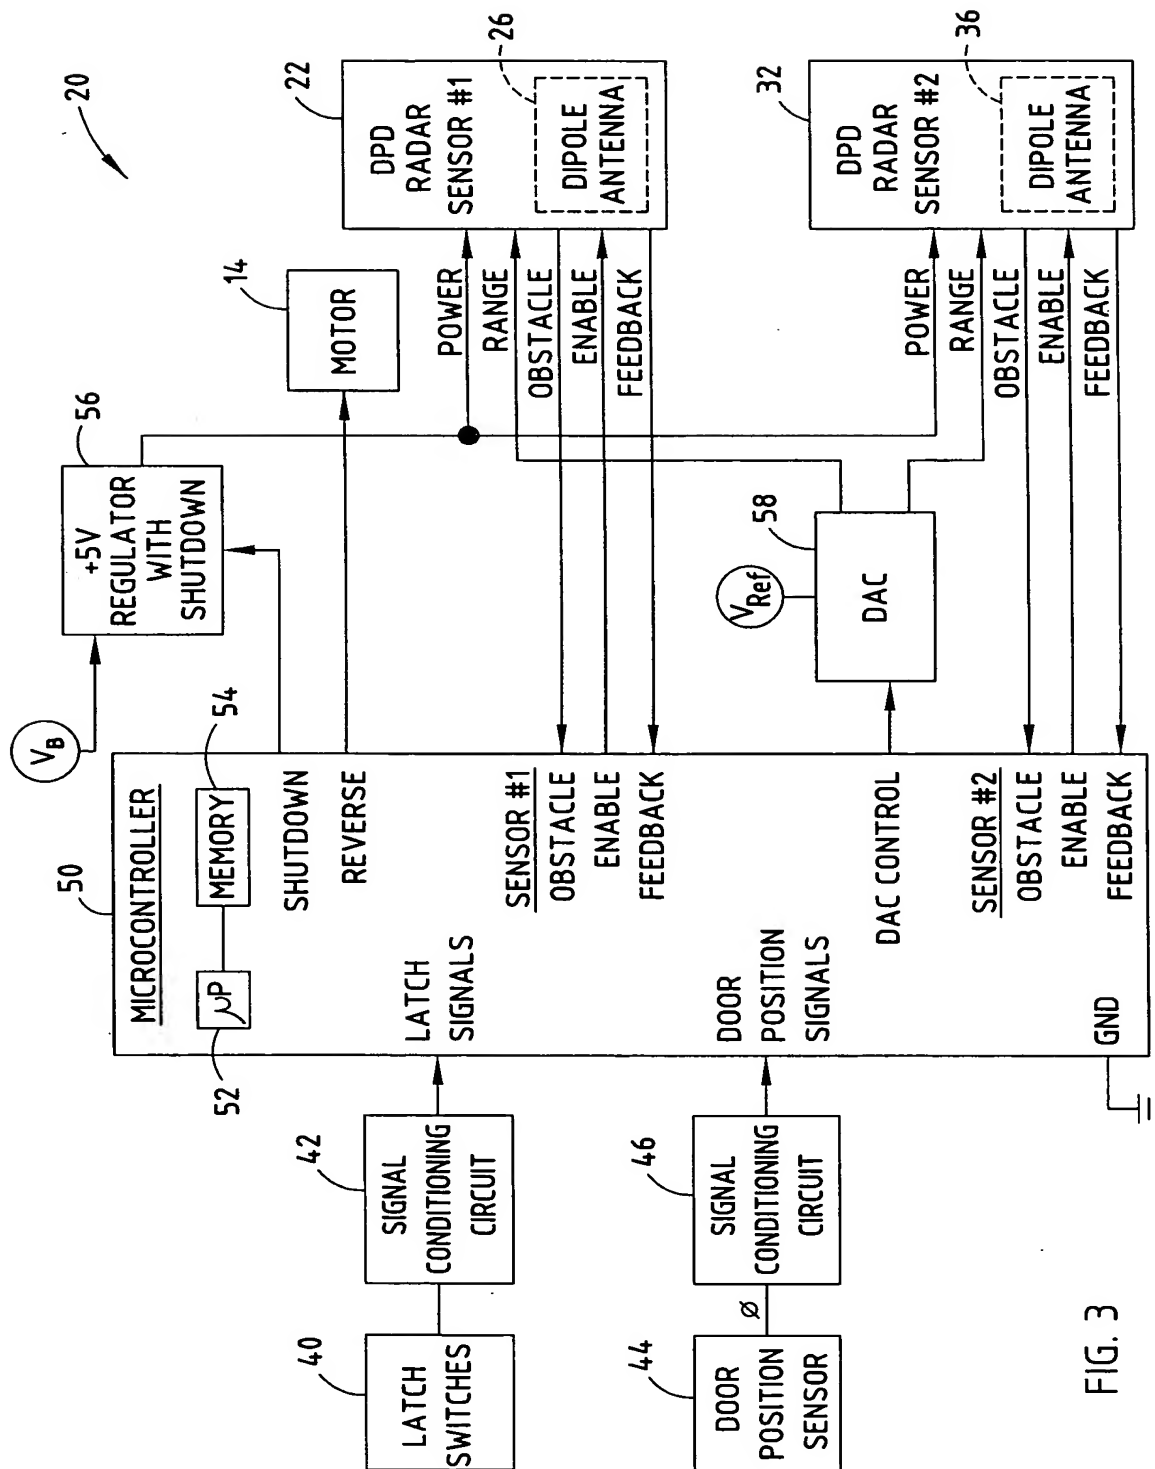 20
V_B
56
+5V
REGULATOR
WITH
SHUTDOWN
14
MOTOR
22
DPD
RADAR
SENSOR #1
26
DIPOLE
ANTENNA
POWER
RANGE
OBSTACLE
ENABLE
FEEDBACK
32
DPD
RADAR
SENSOR #2
36
DIPOLE
ANTENNA
POWER
RANGE
OBSTACLE
ENABLE
FEEDBACK
58
V_Ref
DAC
50
MICROCONTROLLER
52
μP
54
MEMORY
SHUTDOWN
REVERSE
LATCH
SIGNALS
SENSOR #1
OBSTACLE
ENABLE
FEEDBACK
DOOR
POSITION
SIGNALS
DAC CONTROL
SENSOR #2
OBSTACLE
ENABLE
FEEDBACK
GND
42
SIGNAL
CONDITIONING
CIRCUIT
40
LATCH
SWITCHES
46
SIGNAL
CONDITIONING
CIRCUIT
ø
44
DOOR
POSITION
SENSOR
FIG. 3